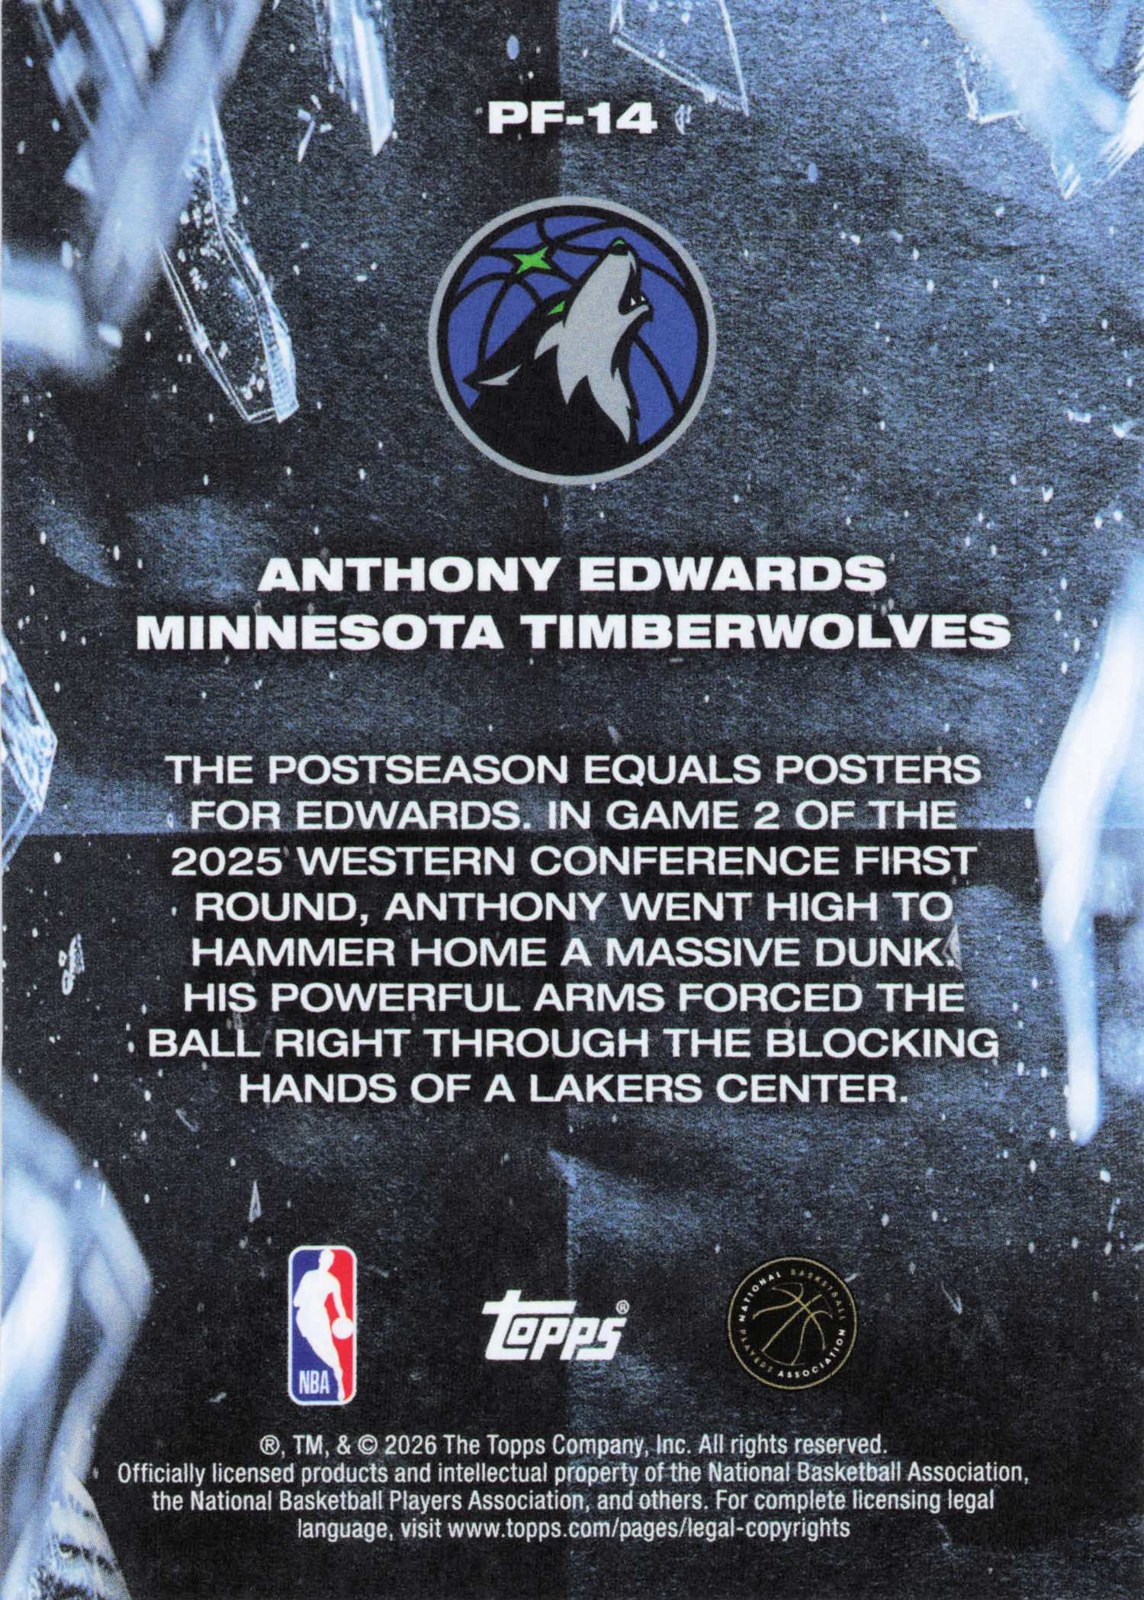 PF-14
ANTHONY EDWARDS
MINNESOTA TIMBERWOLVES
THE POSTSEASON EQUALS POSTERS
FOR EDWARDS. IN GAME 2 OF THE
2025 WESTERN CONFERENCE FIRST
ROUND, ANTHONY WENT HIGH TO
HAMMER HOME A MASSIVE DUNK.
HIS POWERFUL ARMS FORCED THE
BALL RIGHT THROUGH THE BLOCKING
HANDS OF A LAKERS CENTER.
NBA
Topps®
NATIONAL BASKETBALL
PLAYERS ASSOCIATION
®, TM, & © 2026 The Topps Company, Inc. All rights reserved.
Officially licensed products and intellectual property of the National Basketball Association,
the National Basketball Players Association, and others. For complete licensing legal
language, visit www.topps.com/pages/legal-copyrights